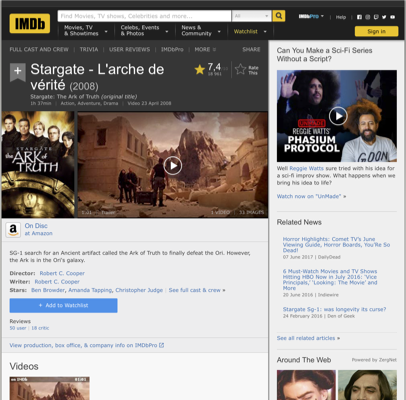 IMDb
Find Movies, TV shows, Celebrities and more...
All
IMDbPro
Help
Movies, TV & Showtimes
Celebs, Events & Photos
News & Community
Watchlist
Sign in
FULL CAST AND CREW | TRIVIA | USER REVIEWS | IMDbPro | MORE
SHARE
Stargate - L'arche de
vérité (2008)
Stargate: The Ark of Truth (original title)
1h 37min | Action, Adventure, Drama | Video 23 April 2008
7,4
Rate
This
STARGATE
THE ARK OF TRUTH
1 VIDEO
31 IMAGES
On Disc
at Amazon
SG-1 search for an Ancient artifact called the Ark of Truth to finally defeat the Ori. However,
the Ark is in the Ori's galaxy.
Director: Robert C. Cooper
Writer: Robert C. Cooper
Stars: Ben Browder, Amanda Tapping, Christopher Judge | See full cast & crew »
+ Add to Watchlist
Reviews
50 user | 18 critic
View production, box office, & company info on IMDbPro
Videos
Can You Make a Sci-Fi Series
Without a Script?
REGGIE WATTS'
PHASIUM
PROTOCOL
Well Reggie Watts sure tried with his idea for
a sci-fi improv show. What happens when we
bring his idea to life?
Watch now on "UnMade" »
Related News
Horror Highlights: Comet TV's June
Viewing Guide, Horror Boards, You're So
Dead!
07 June 2017 | DailyDead
6 Must-Watch Movies and TV Shows
Hitting HBO Now in July 2016: 'Vice
Principals,' 'Looking: The Movie' and
More
20 June 2016 | Indiewire
Stargate Sg-1: was longevity its curse?
24 February 2016 | Den of Geek
See all related articles »
Around The Web
Powered by ZergNet